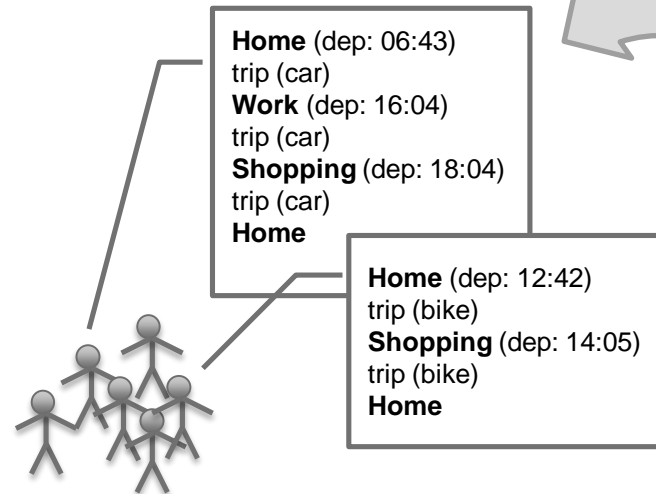 Home (dep: 06:43)
trip (car)
Work (dep: 16:04)
trip (car)
Shopping (dep: 18:04)
trip (car)
Home
Home (dep: 12:42)
trip (bike)
Shopping (dep: 14:05)
trip (bike)
Home